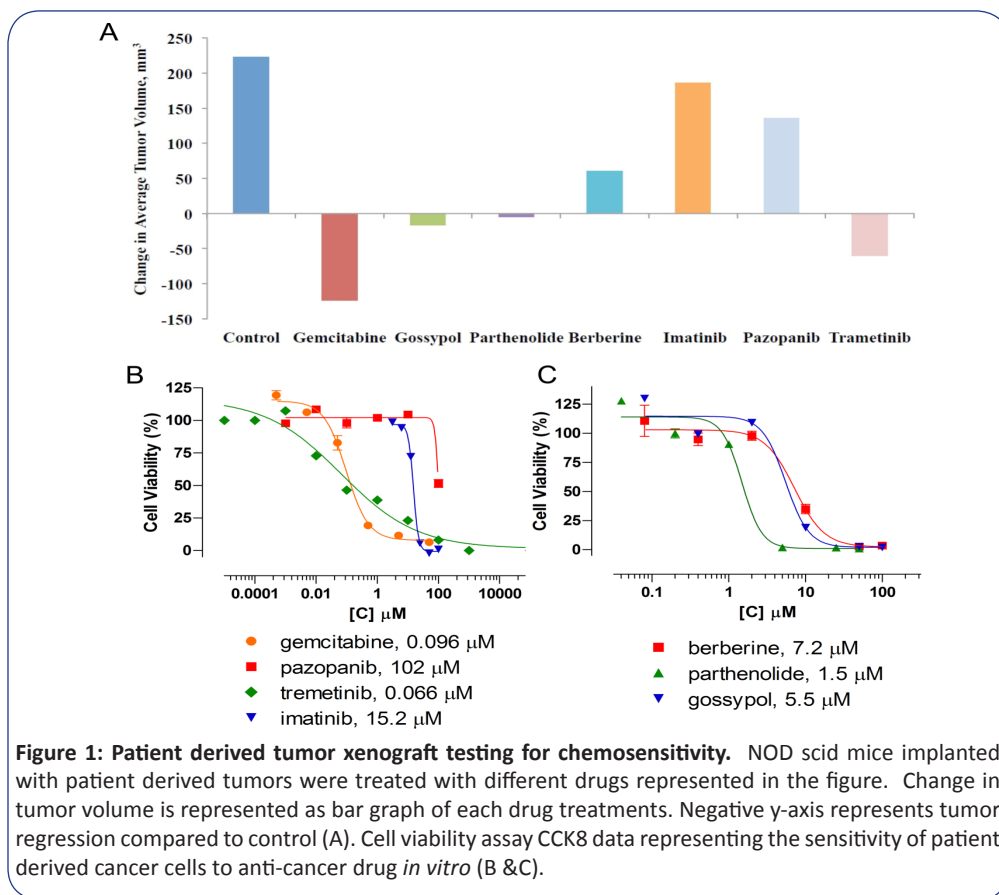 A
250
200
150
100
50
0
-50
-100
-150
Change in Average Tumor Volume, mm³
Control Gemcitabine Gossypol Parthenolide Berberine Imatinib Pazopanib Trametinib
B
125
100
75
50
25
0
Cell Viability (%)
0.0001 0.01 1 100 10000
[C] μM
gemcitabine, 0.096 μM
pazopanib, 102 μM
tremetinib, 0.066 μM
imatinib, 15.2 μM
C
125
100
75
50
25
0
Cell Viability (%)
0.1 1 10 100
[C] μM
berberine, 7.2 μM
parthenolide, 1.5 μM
gossypol, 5.5 μM
Figure 1: Patient derived tumor xenograft testing for chemosensitivity. NOD scid mice implanted
with patient derived tumors were treated with different drugs represented in the figure. Change in
tumor volume is represented as bar graph of each drug treatments. Negative y-axis represents tumor
regression compared to control (A). Cell viability assay CCK8 data representing the sensitivity of patient
derived cancer cells to anti-cancer drug in vitro (B &C).